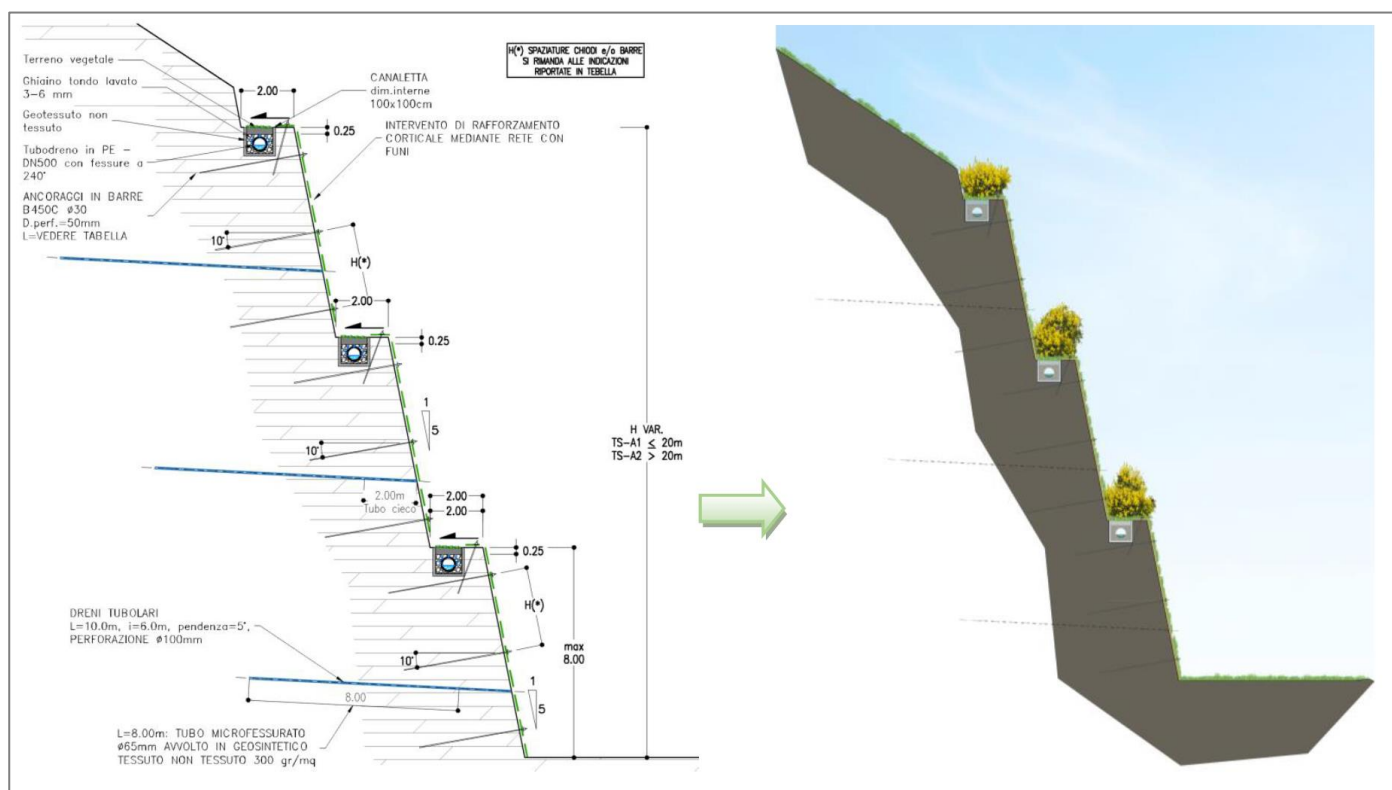 Terreno vegetale
Ghiaino tondo lavato
3-6 mm
Geotessuto non
tessuto
Tubodreno in PE -
DN500 con fessure a
240°
ANCORAGGI IN BARRE
B450C ø30
D.perf.=50mm
L=VEDERE TABELLA
2.00
CANALETTA
dim.interne
100x100cm
H(*) SPAZIATURE CHIODI e/o BARRE
SI RIMANDA ALLE INDICAZIONI
RIPORTATE IN TEBELLA
0.25
INTERVENTO DI RAFFORZAMENTO
CORTICALE MEDIANTE RETE CON
FUNI
10°
H(*)
2.00
0.25
1
5
10°
H VAR.
TS-A1 ≤ 20m
TS-A2 > 20m
2.00m
Tubo cieco
2.00
2.00
0.25
H(*)
DRENI TUBOLARI
L=10.0m, i=6.0m, pendenza=5°,
PERFORAZIONE ø100mm
10°
max
8.00
8.00
1
5
L=8.00m: TUBO MICROFESSURATO
ø65mm AVVOLTO IN GEOSINTETICO
TESSUTO NON TESSUTO 300 gr/mq